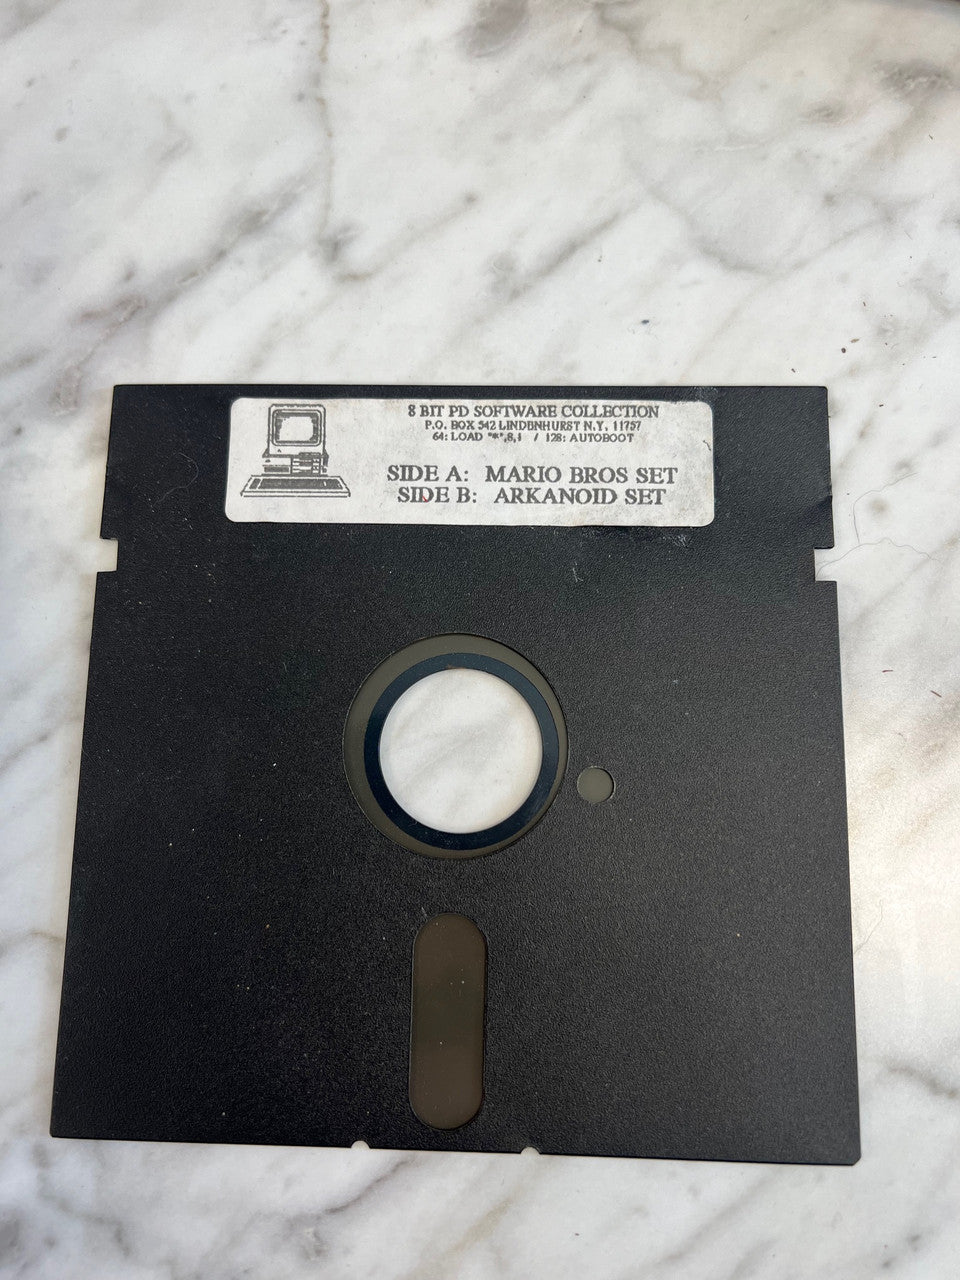 8 BIT PD SOFTWARE COLLECTION
P.O. BOX 542 LINDENHURST N.Y. 11757
64: LOAD "*",8,1 / 128: AUTOBOOT
SIDE A: MARIO BROS SET
SIDE B: ARKANOID SET